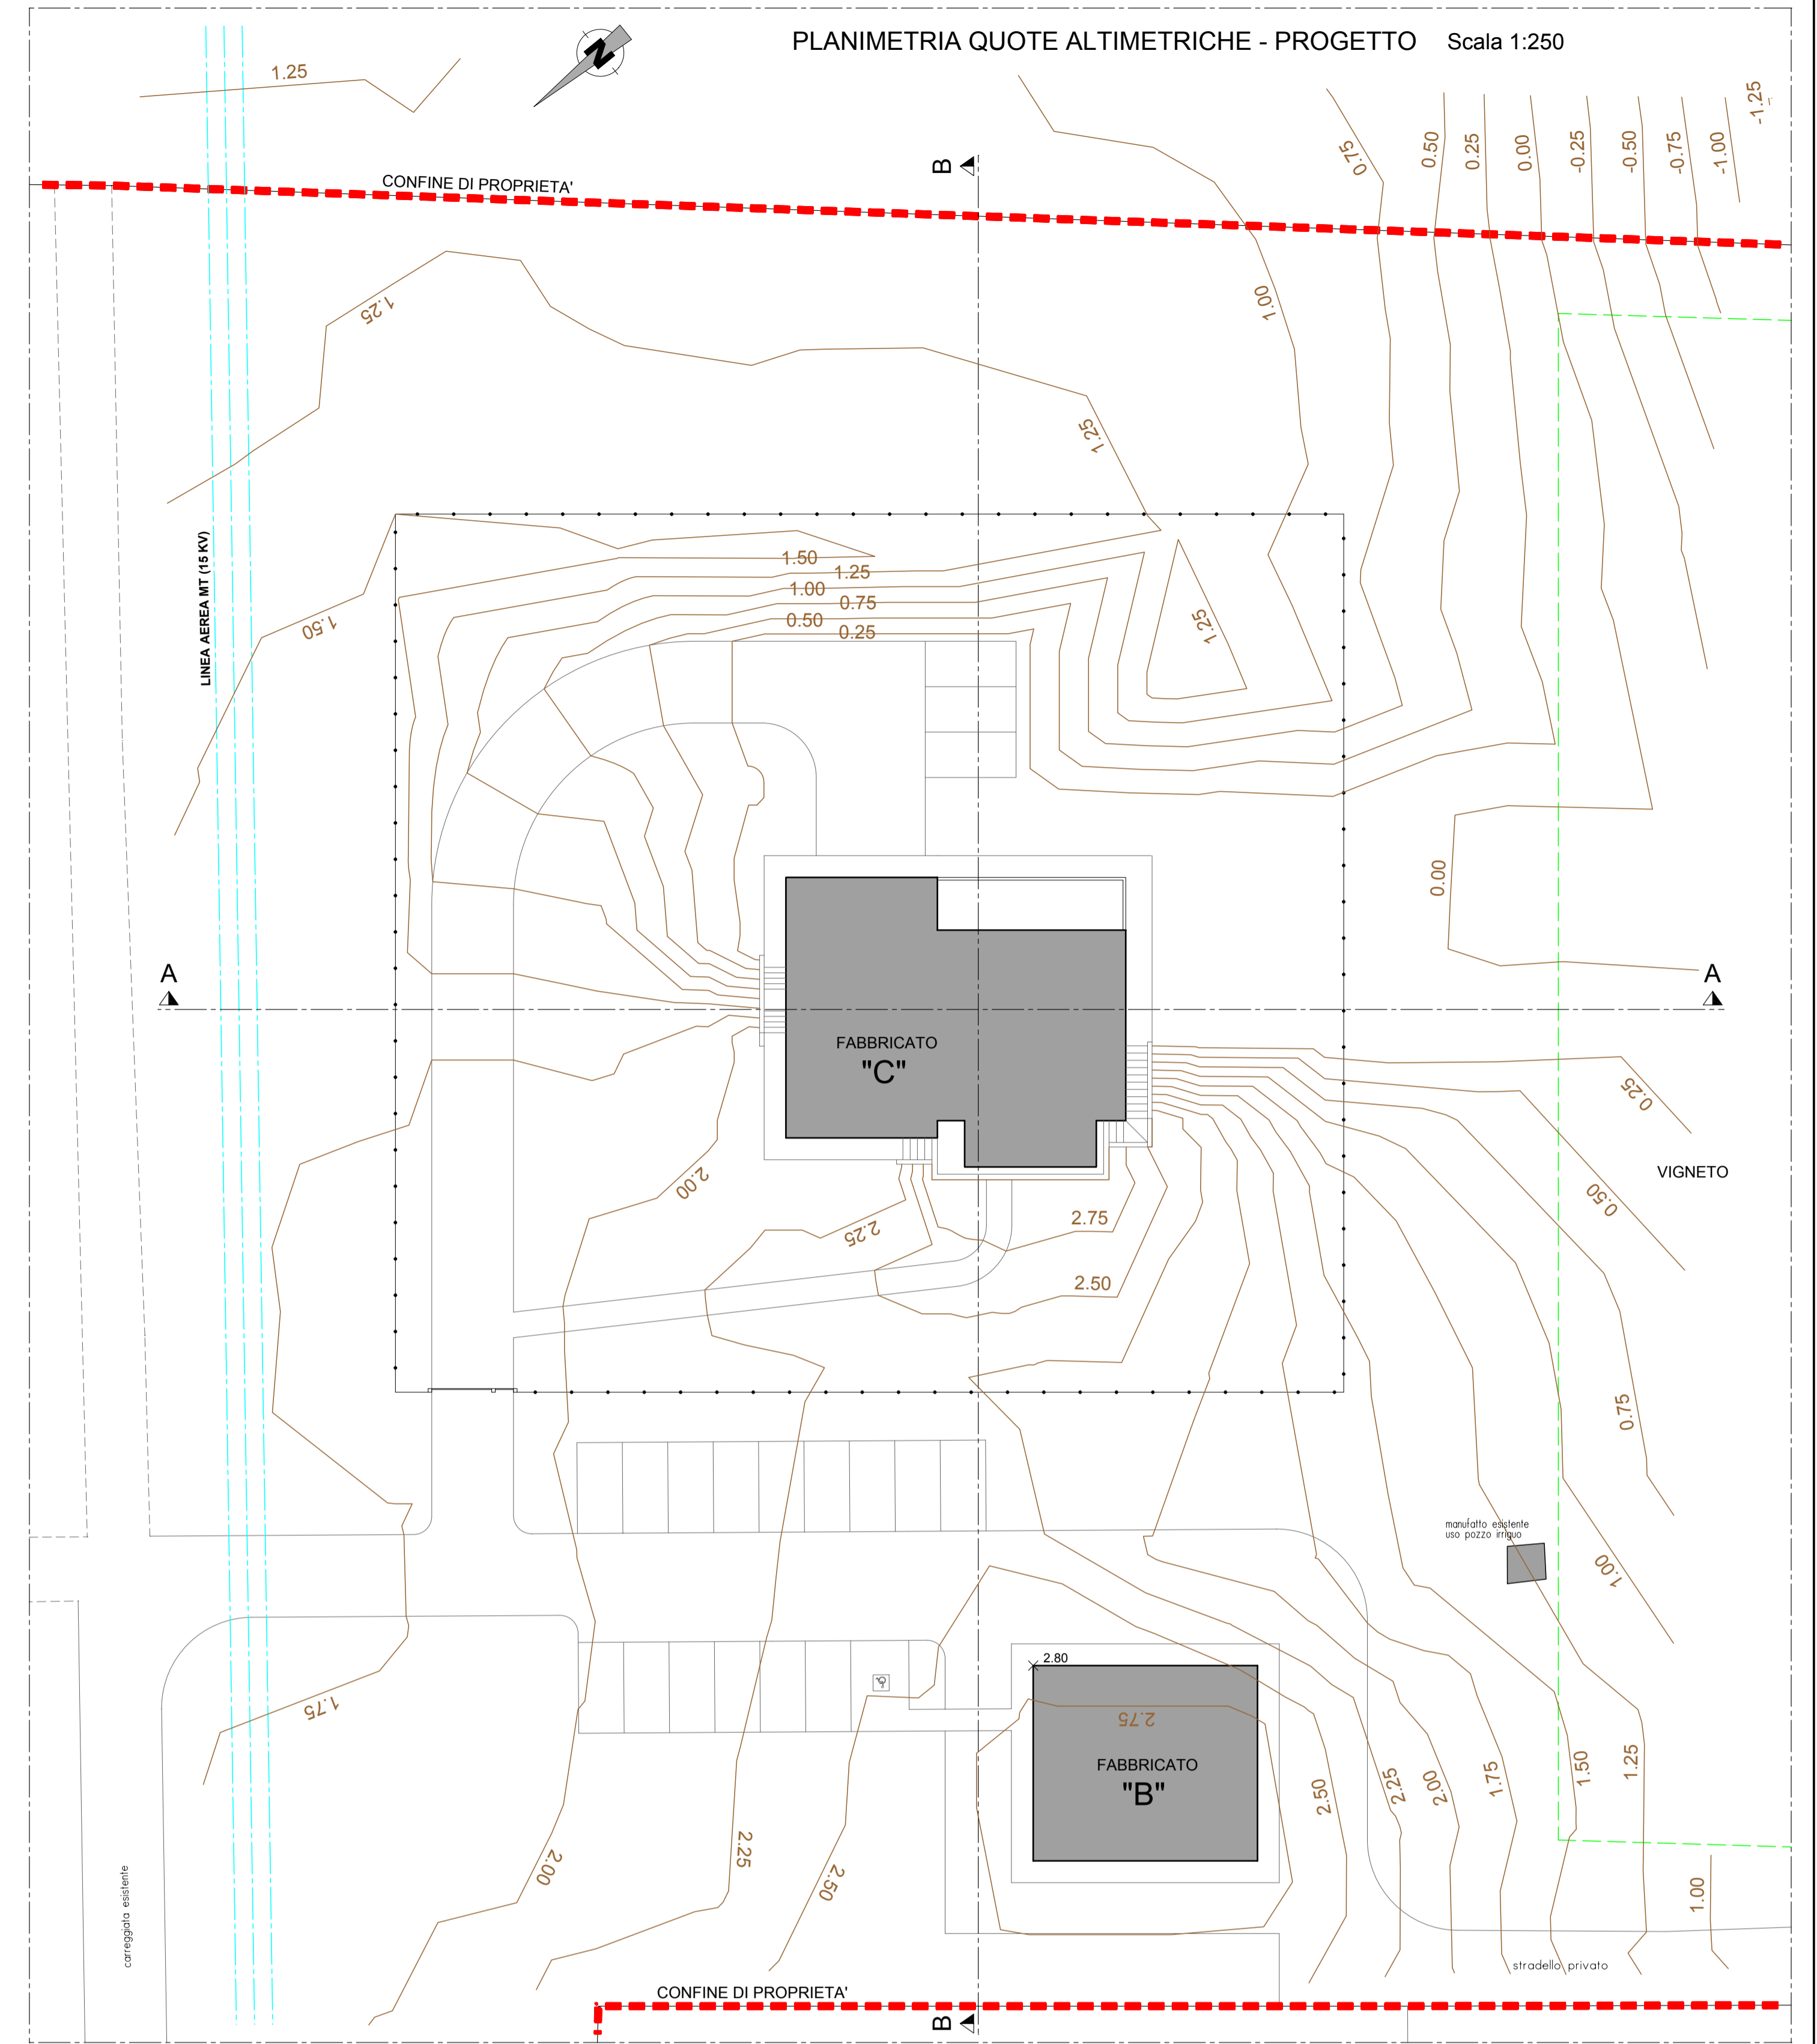 PLANIMETRIA QUOTE ALTIMETRICHE - PROGETTO Scala 1:250
N
1.25
-1.25
0.75
0.50
0.25
0.00
-0.25
-0.50
-0.75
-1.00
B
CONFINE DI PROPRIETA'
1.25
1.00
1.25
LINEA AEREA MT (15 KV)
1.50
1.50
1.25
1.00
0.75
0.50
0.25
1.25
0.00
A
A
FABBRICATO
"C"
0.25
VIGNETO
0.50
2.00
2.25
2.75
2.50
0.75
manufatto esistente
uso pozzo irriguo
1.00
2.80
1.75
2.75
FABBRICATO
"B"
2.50
2.25
2.00
1.75
1.50
1.25
2.00
2.25
2.50
1.00
carreggiata esistente
stradello privato
CONFINE DI PROPRIETA'
B